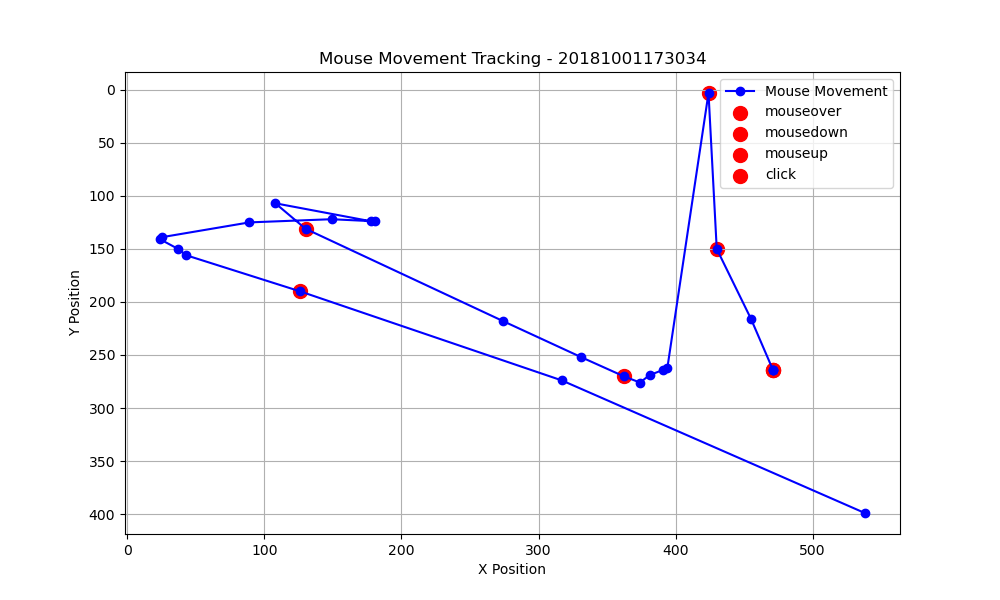 Mouse Movement Tracking - 20181001173034
Mouse Movement
mouseover
mousedown
mouseup
click
0
50
100
150
200
250
300
350
400
Y Position
0 100 200 300 400 500
X Position